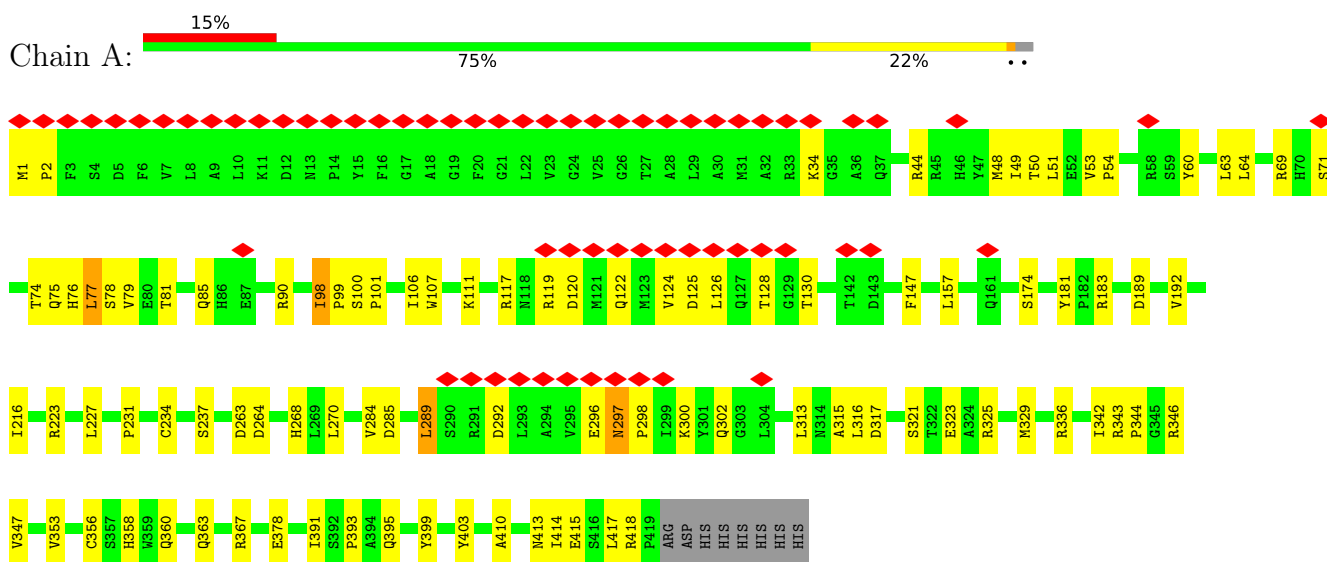 15%
Chain A:
75% 22% • •
M1 P2 F3 S4 D5 F6 V7 L8 A9 L10 K11 D12 N13 P14 Y15 F16 G17 A18 G19 F20 G21 L22 V23 G24 V25 G26 T27 A28 L29 A30 M31 A32 R33 K34 G35 A36 Q37 R44 R45 H46 Y47 M48 I49 T50 L51 E52 V53 P54 R58 S59 Y60 L63 L64 R69 H70 S71
T74 Q75 H76 L77 S78 V79 E80 T81 Q85 H86 E87 R90 I98 P99 S100 P101 I106 W107 K111 R117 N118 R119 D120 M121 Q122 M123 V124 D125 L126 Q127 T128 G129 T130 T142 D143 F147 L157 Q161 S174 Y181 P182 R183 D189 V192
I216 R223 L227 P231 C234 S237 D263 D264 H268 L269 L270 V284 D285 L289 S290 R291 D292 L293 A294 V295 E296 N297 P298 I299 K300 Y301 Q302 G303 L304 L313 N314 A315 L316 D317 S321 T322 E323 A324 R325 M329 R336 I342 R343 P344 G345 R346
V347 V353 C356 S357 H358 W359 Q360 Q363 R367 E378 I391 S392 P393 A394 Q395 Y399 Y403 A410 N413 I414 E415 S416 L417 R418 P419 ARG ASP HIS HIS HIS HIS HIS HIS